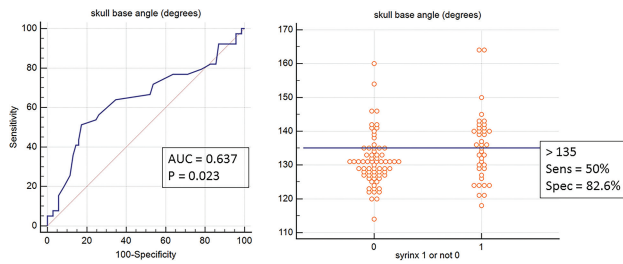 skull base angle (degrees)
100
80
60
40
20
0
Sensitivity
AUC = 0.637
P = 0.023
0 20 40 60 80 100
100-Specificity
skull base angle (degrees)
170
160
150
140
130
120
110
> 135
Sens = 50%
Spec = 82.6%
0 1
syrinx 1 or not 0